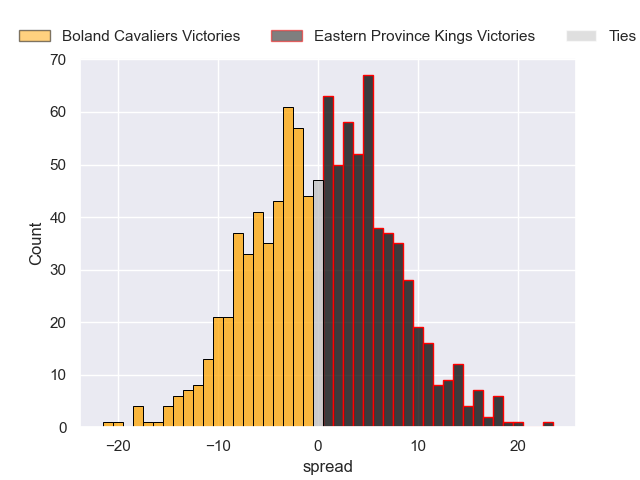 Boland Cavaliers Victories Eastern Province Kings Victories Ties
70
60
50
40
30
20
10
0
Count
−20 −10 0 10 20
spread